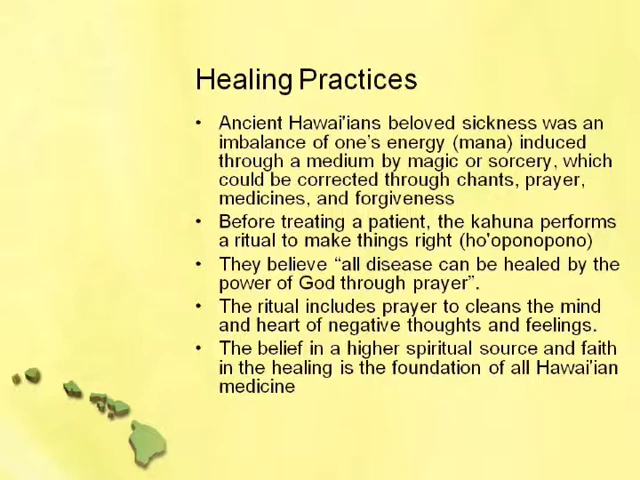 Healing Practices
• Ancient Hawai'ians beloved sickness was an
imbalance of one's energy (mana) induced
through a medium by magic or sorcery, which
could be corrected through chants, prayer,
medicines, and forgiveness
• Before treating a patient, the kahuna performs
a ritual to make things right (ho'oponopono)
• They believe “all disease can be healed by the
power of God through prayer”.
• The ritual includes prayer to cleans the mind
and heart of negative thoughts and feelings.
• The belief in a higher spiritual source and faith
in the healing is the foundation of all Hawai'ian
medicine